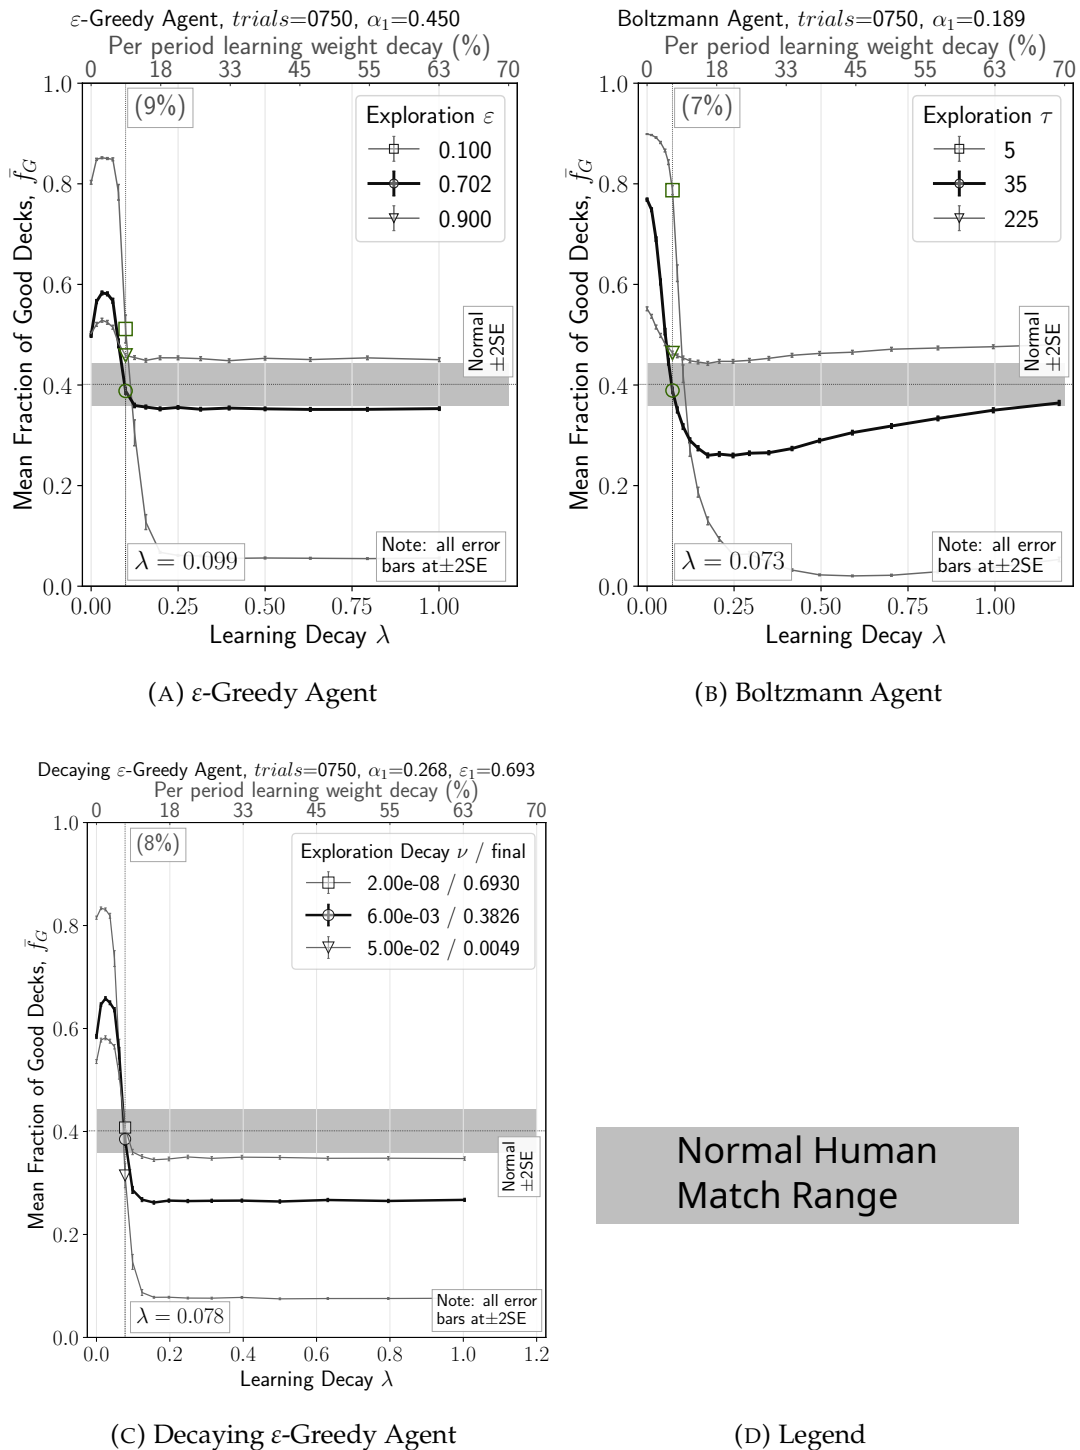 ε-Greedy Agent, trials=0750, α₁=0.450
Per period learning weight decay (%)
0 18 33 45 55 63 70
(9%)
Exploration ε
0.100
0.702
0.900
1.0
0.8
0.6
0.4
0.2
0.0
Mean Fraction of Good Decks, f̄_G
Normal
±2SE
λ = 0.099
Note: all error
bars at±2SE
0.00 0.25 0.50 0.75 1.00
Learning Decay λ
(A) ε-Greedy Agent
Boltzmann Agent, trials=0750, α₁=0.189
Per period learning weight decay (%)
0 18 33 45 55 63 70
(7%)
Exploration τ
5
35
225
1.0
0.8
0.6
0.4
0.2
0.0
Mean Fraction of Good Decks, f̄_G
Normal
±2SE
λ = 0.073
Note: all error
bars at±2SE
0.00 0.25 0.50 0.75 1.00
Learning Decay λ
(B) Boltzmann Agent
Decaying ε-Greedy Agent, trials=0750, α₁=0.268, ε₁=0.693
Per period learning weight decay (%)
0 18 33 45 55 63 70
(8%)
Exploration Decay ν / final
2.00e-08 / 0.6930
6.00e-03 / 0.3826
5.00e-02 / 0.0049
1.0
0.8
0.6
0.4
0.2
0.0
Mean Fraction of Good Decks, f̄_G
Normal
±2SE
λ = 0.078
Note: all error
bars at±2SE
0.0 0.2 0.4 0.6 0.8 1.0 1.2
Learning Decay λ
(C) Decaying ε-Greedy Agent
Normal Human
Match Range
(D) Legend